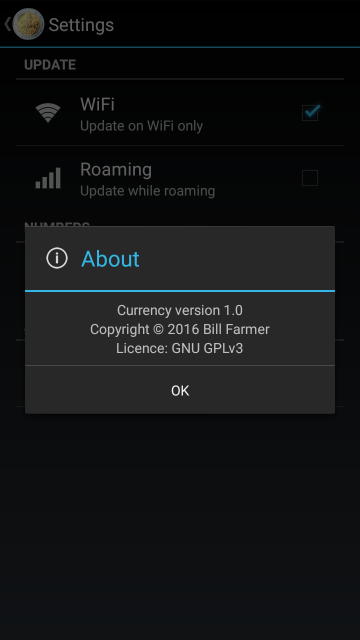 Settings
UPDATE
WiFi
Update on WiFi only
Roaming
Update while roaming
NUMBERS
About
Currency version 1.0
Copyright © 2016 Bill Farmer
Licence: GNU GPLv3
OK